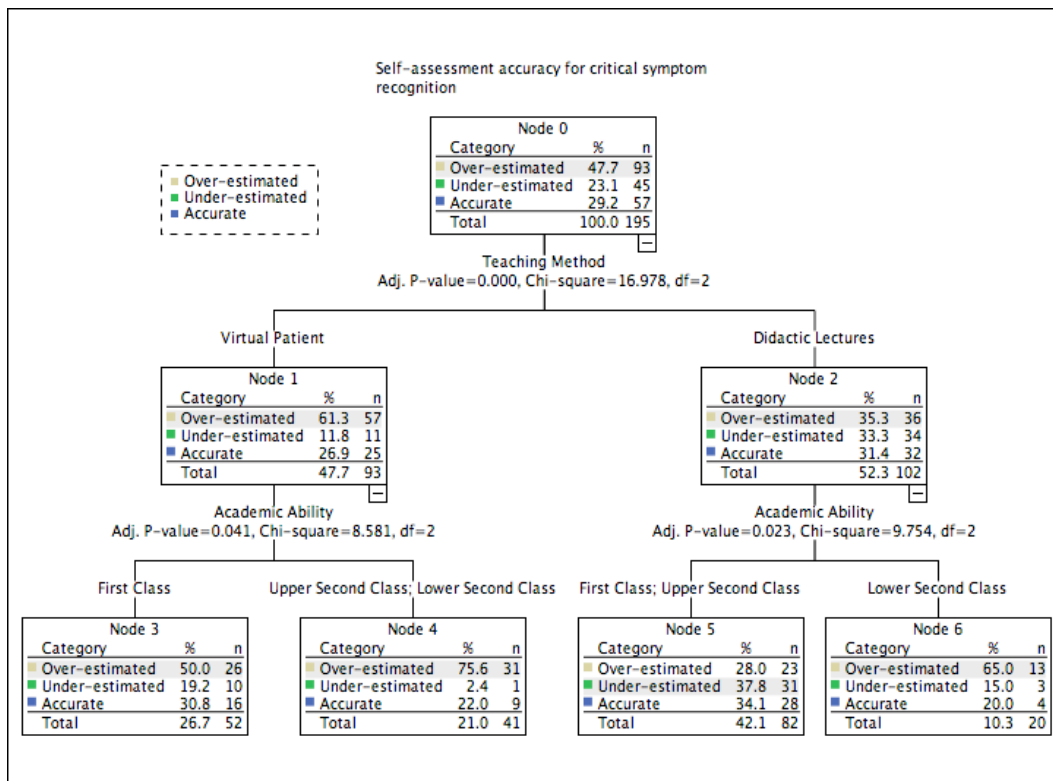 Self-assessment accuracy for critical symptom
recognition
Node 0
Category % n
Over-estimated 47.7 93
Under-estimated 23.1 45
Accurate 29.2 57
Total 100.0 195
Over-estimated
Under-estimated
Accurate
Teaching Method
Adj. P-value=0.000, Chi-square=16.978, df=2
Virtual Patient
Didactic Lectures
Node 1
Category % n
Over-estimated 61.3 57
Under-estimated 11.8 11
Accurate 26.9 25
Total 47.7 93
Node 2
Category % n
Over-estimated 35.3 36
Under-estimated 33.3 34
Accurate 31.4 32
Total 52.3 102
Academic Ability
Adj. P-value=0.041, Chi-square=8.581, df=2
Academic Ability
Adj. P-value=0.023, Chi-square=9.754, df=2
First Class
Upper Second Class; Lower Second Class
First Class; Upper Second Class
Lower Second Class
Node 3
Category % n
Over-estimated 50.0 26
Under-estimated 19.2 10
Accurate 30.8 16
Total 26.7 52
Node 4
Category % n
Over-estimated 75.6 31
Under-estimated 2.4 1
Accurate 22.0 9
Total 21.0 41
Node 5
Category % n
Over-estimated 28.0 23
Under-estimated 37.8 31
Accurate 34.1 28
Total 42.1 82
Node 6
Category % n
Over-estimated 65.0 13
Under-estimated 15.0 3
Accurate 20.0 4
Total 10.3 20